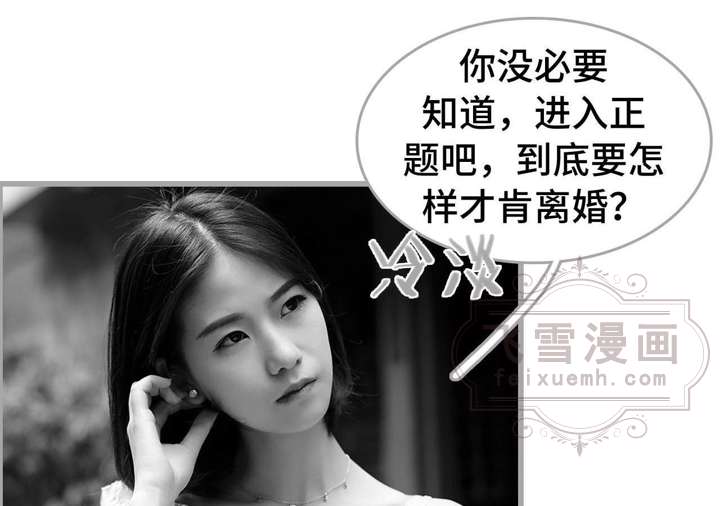 你没必要
知道，进入正
题吧，到底要怎
样才肯离婚？
冷淡
飞雪漫画
feixuemh.com